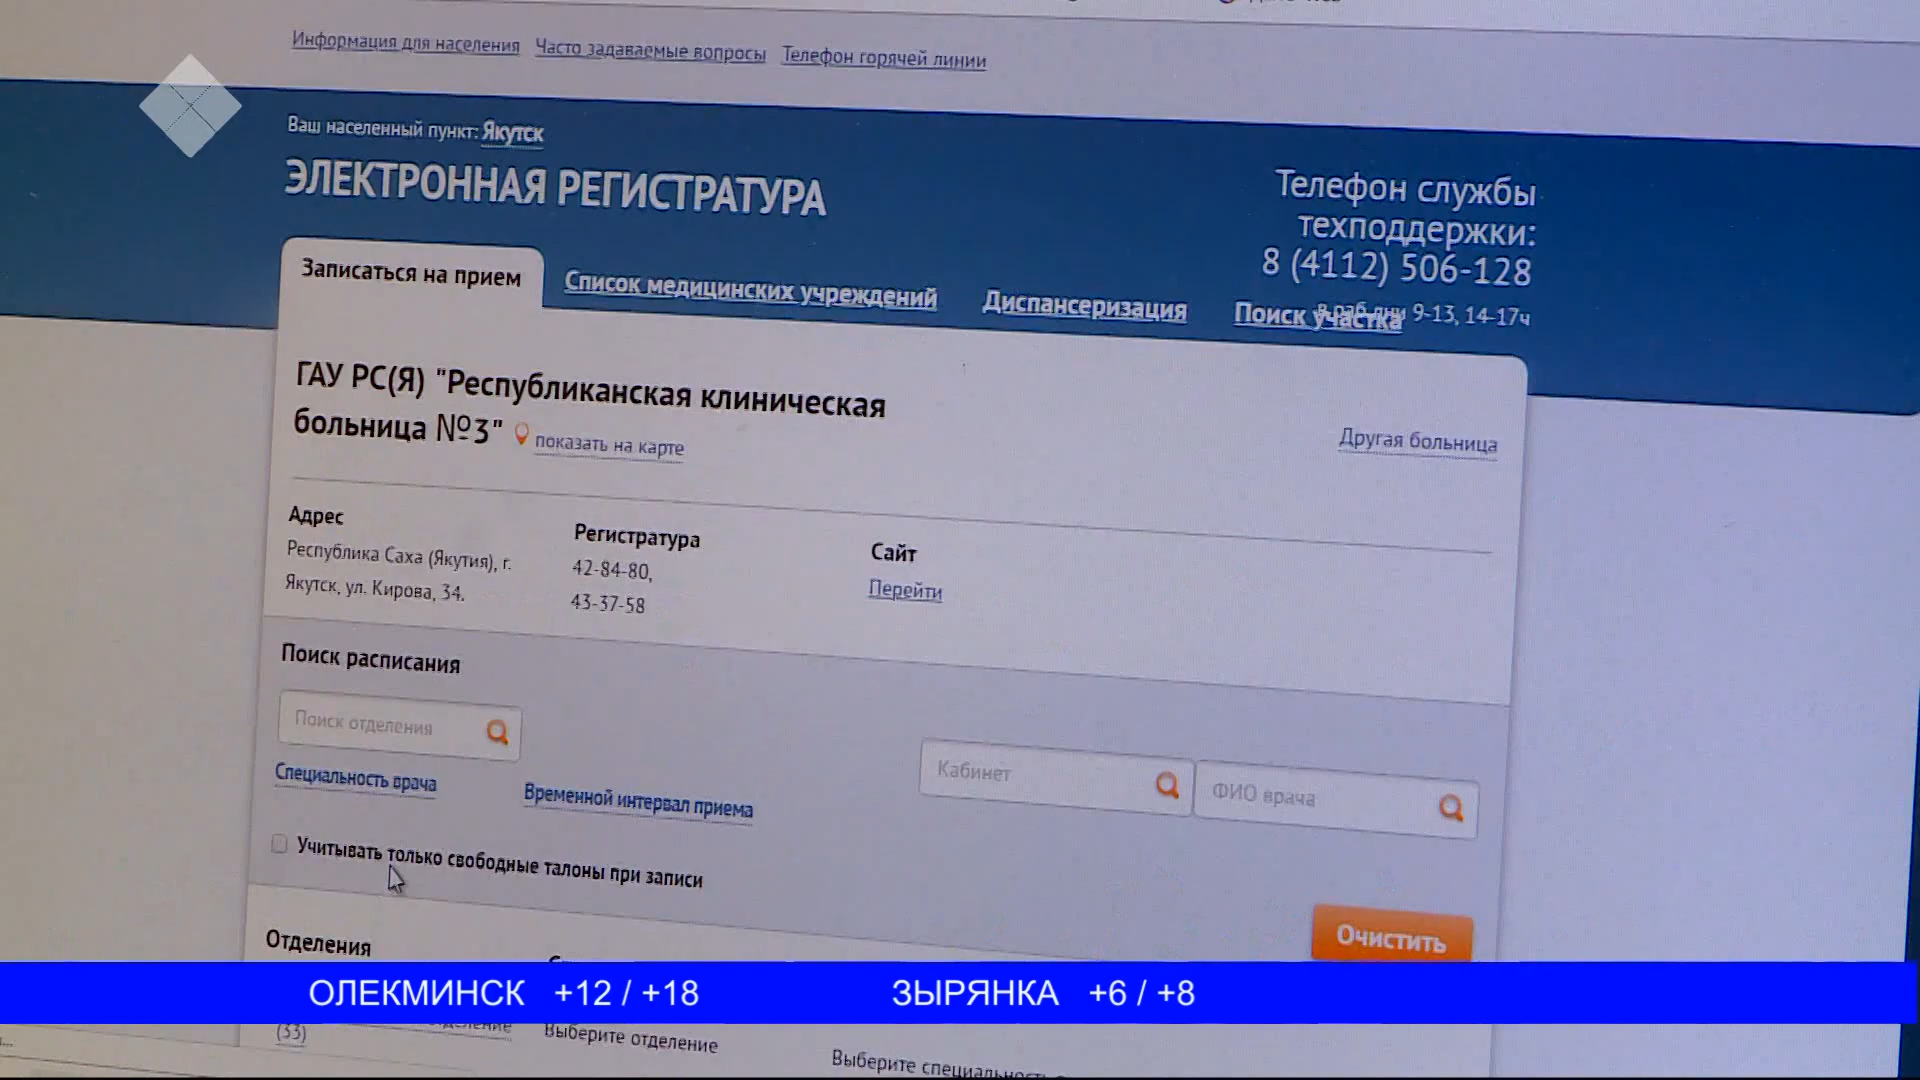 Информация для населения Часто задаваемые вопросы Телефон горячей линии
Ваш населенный пункт: Якутск
ЭЛЕКТРОННАЯ РЕГИСТРАТУРА
Телефон службы
техподдержки:
8 (4112) 506-128
в раб.дни 9-13, 14-17ч
Записаться на прием Список медицинских учреждений Диспансеризация Поиск участка
ГАУ РС(Я) "Республиканская клиническая
больница №3" показать на карте
Другая больница
Адрес
Республика Саха (Якутия), г.
Якутск, ул. Кирова, 34.
Регистратура
42-84-80,
43-37-58
Сайт
Перейти
Поиск расписания
Поиск отделения
Кабинет
ФИО врача
Специальность врача
Временной интервал приема
Учитывать только свободные талоны при записи
Очистить
Отделения
ОЛЕКМИНСК +12 / +18 ЗЫРЯНКА +6 / +8
(33)
Выберите отделение
Выберите